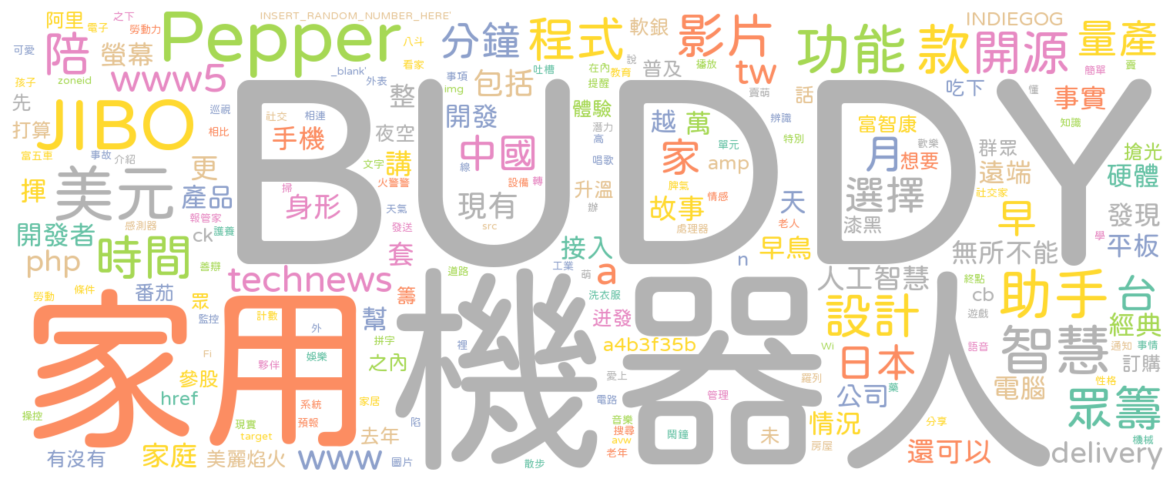 阿里 電子 之下 勞動力 INSERT_RANDOM_NUMBER_HERE' 八斗 分鐘 程式 軟銀 影片 INDIEGOG
可愛 陪 螢幕 Pepper 看家 吐槽 在內 說 播放 功能 款 開源 量產
孩子 zoneid www5 _blank' 外表 事項 包括 提醒 教育 普及 tw 簡單 賣
先 JIBO 巡視 整 img 體驗 賣萌 話 吃下 懂 事實
打算 相比 社交 相連 夜空 開發 潛力 越 萬 辨識 富智康 知識
富五車 事故 介紹 手機 文字 講 線 中國 高 單元 特別 月 歡樂 群眾 搶光
揮 更 BUDDY 火警警 設備 轉 唱歌 家 amp 想要 遠端 硬體
美元 產品 掃 身形 天氣 現有 升溫 脾氣 情感 天 選擇 社交家 早 發現
開發者 感測器 報管家 ck 護養 發送 src 辦 故事 處理器 老人 漆黑 學
php 時間 善辯 套 過路 接入 n 早鳥 無所不能 平板
technews 工業 萌 a 人工智慧 終點 助手 台
勞動 條件 番茄 眾 籌 洗衣服 迸發 設計 cb 遊戲 經典
家用 監控 計數 外 幫 拼字 機器人 a4b3f35b Wi 智慧 通知 事情
Fi 夥伴 娛樂 裡 之內 日本 語音 訂購
參股 href 系統 家居 愛上 羅列 電腦 性格
操控 現實 預報 陷 電路 管理 公司 藥 眾籌
target 去年 音樂 鬧鐘 搜尋 未 情況 分享 機械
有沒有 家庭 美麗焰火 www 圖片 散步 avw 老年 房屋 還可以 delivery